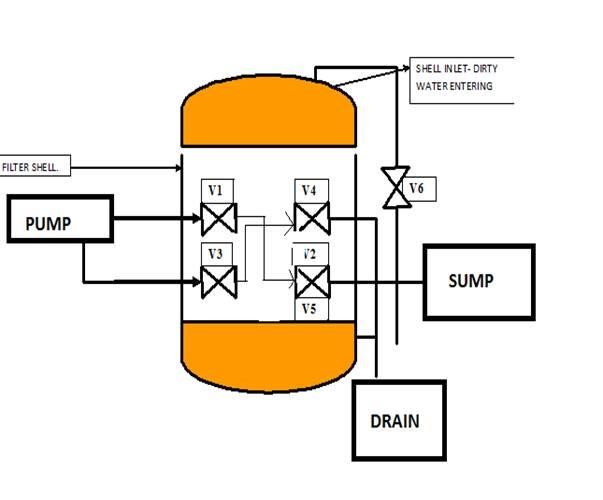 SHELL INLET- DIRTY
WATER ENTERING
FILTER SHELL.
V1
V4
V6
PUMP
V3
V2
SUMP
V5
DRAIN